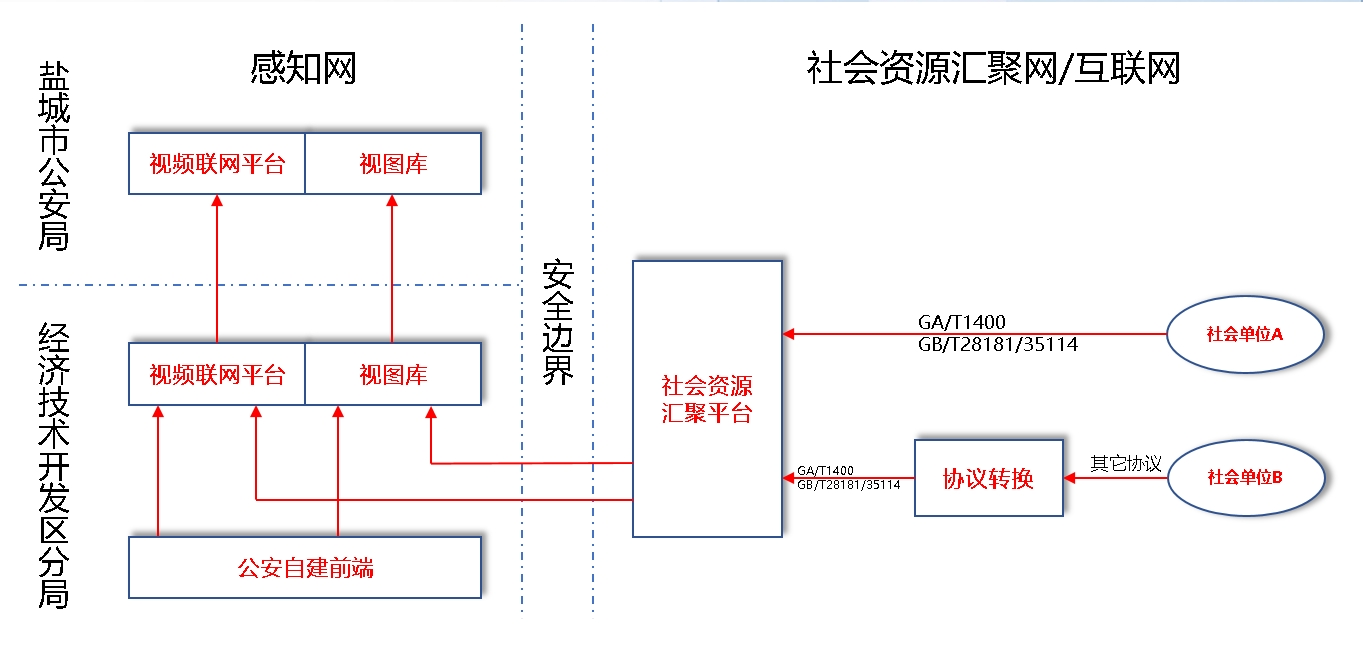 感知网
社会资源汇聚网/互联网
盐城市公安局
视频联网平台
视图库
安全边界
经济技术开发区分局
视频联网平台
视图库
公安自建前端
社会资源
汇聚平台
GA/T1400
GB/T28181/35114
社会单位A
GA/T1400
GB/T28181/35114
协议转换
其它协议
社会单位B